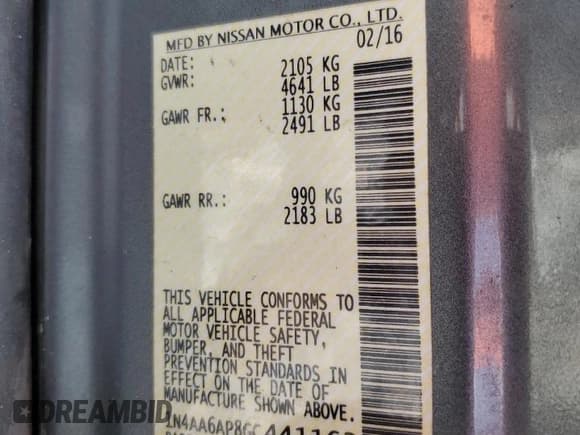 MFD BY NISSAN MOTOR CO., LTD.
DATE: 02/16
GVWR: 2105 KG
4641 LB
GAWR FR.: 1130 KG
2491 LB
GAWR RR.: 990 KG
2183 LB
THIS VEHICLE CONFORMS TO
ALL APPLICABLE FEDERAL
MOTOR VEHICLE SAFETY,
BUMPER, AND THEFT
PREVENTION STANDARDS IN
EFFECT ON THE DATE OF
MANUFACTURE SHOWN ABOVE.
DREAMBID